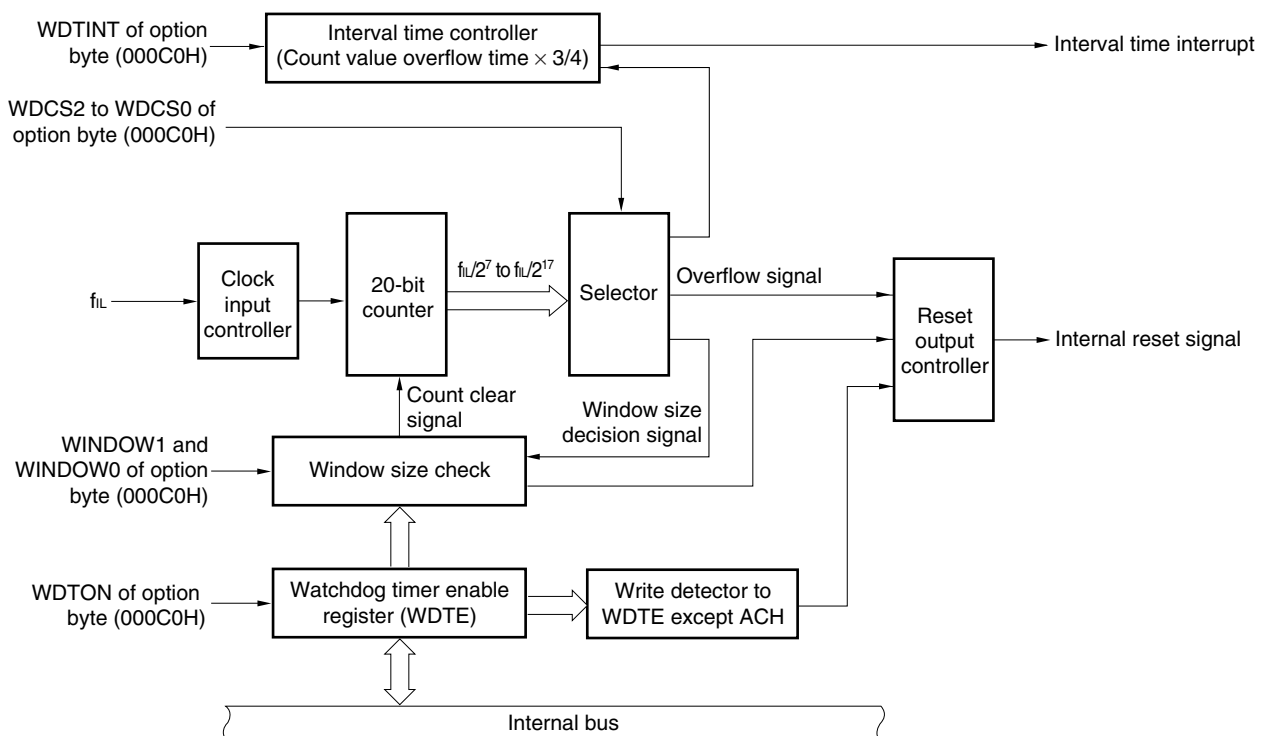 WDTINT of option
byte (000C0H)
Interval time controller
(Count value overflow time × 3/4)
Interval time interrupt
WDCS2 to WDCS0 of
option byte (000C0H)
fIL
Clock
input
controller
20-bit
counter
fIL/2⁷ to fIL/2¹⁷
Selector
Overflow signal
Reset
output
controller
Internal reset signal
Count clear
signal
Window size
decision signal
WINDOW1 and
WINDOW0 of option
byte (000C0H)
Window size check
WDTON of option
byte (000C0H)
Watchdog timer enable
register (WDTE)
Write detector to
WDTE except ACH
Internal bus